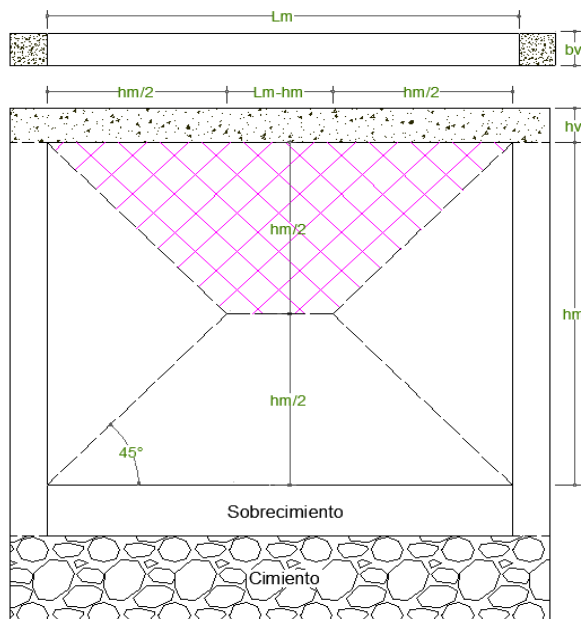 Lm
bv
hm/2 Lm-hm hm/2
hv
hm/2
hm
hm/2
45°
Sobrecimiento
Cimiento